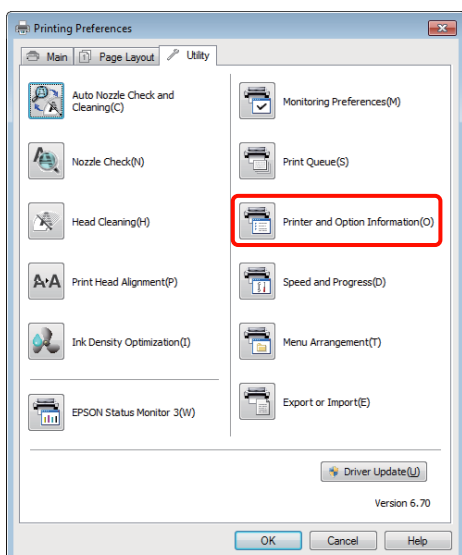 Printing Preferences
Main
Page Layout
Utility
Auto Nozzle Check and
Cleaning(C)
Monitoring Preferences(M)
Nozzle Check(N)
Print Queue(S)
Head Cleaning(H)
Printer and Option Information(O)
Print Head Alignment(P)
Speed and Progress(D)
Ink Density Optimization(I)
Menu Arrangement(T)
EPSON Status Monitor 3(W)
Export or Import(E)
Driver Update(U)
Version 6.70
OK
Cancel
Help